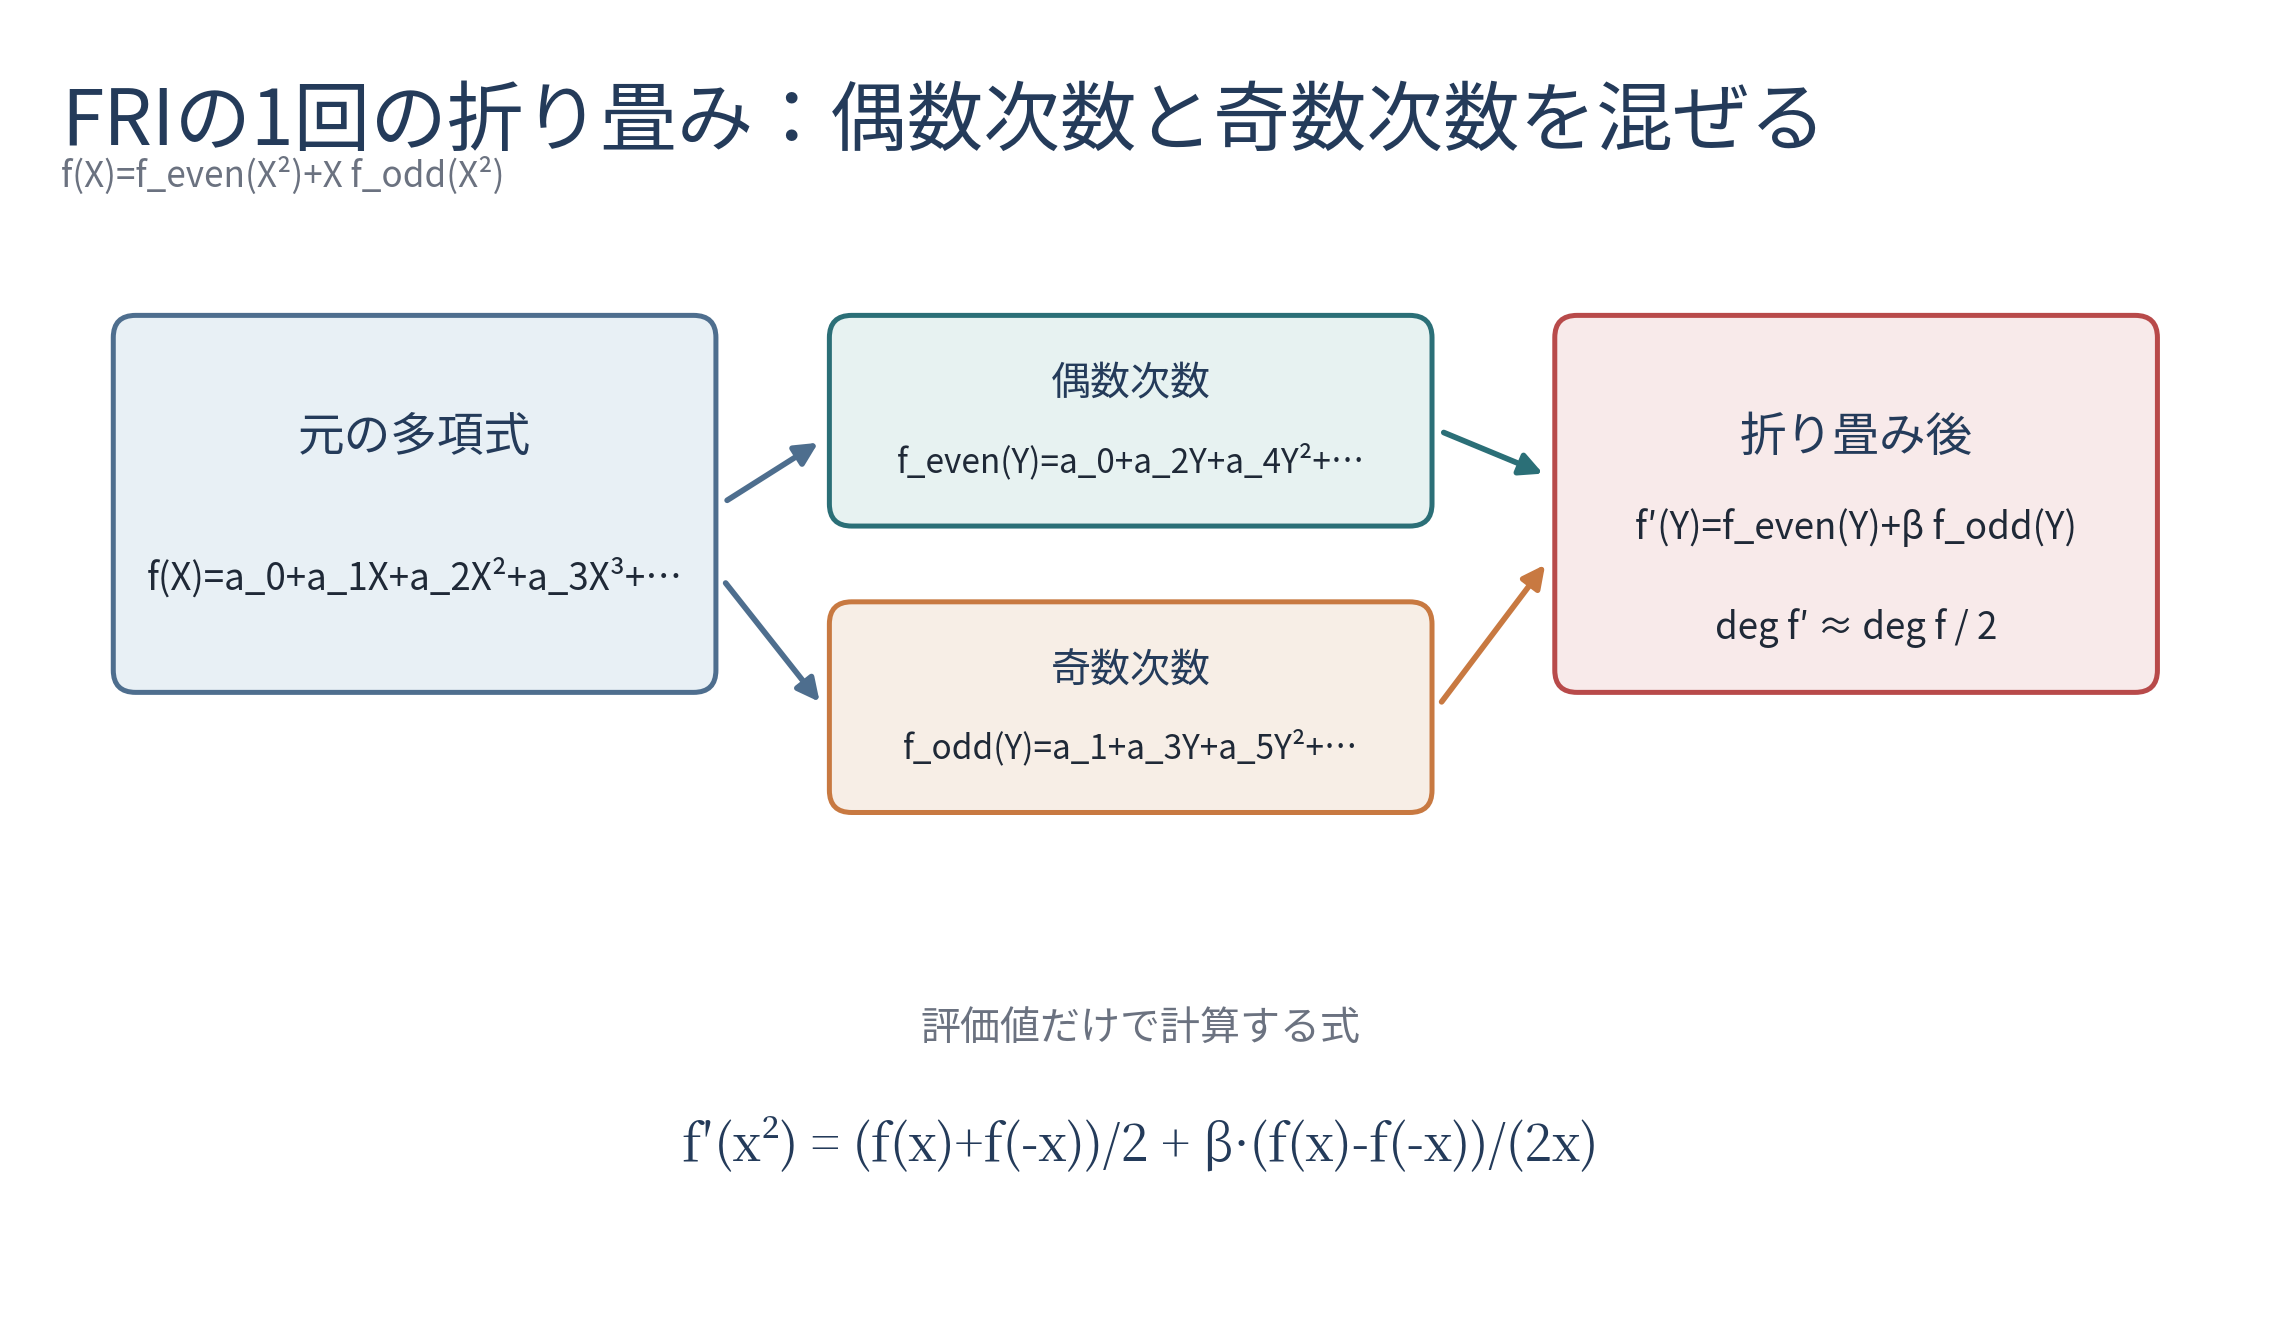 FRIの1回の折り畳み：偶数次数と奇数次数を混ぜる
f(X)=f_even(X²)+X f_odd(X²)
元の多項式
f(X)=a_0+a_1X+a_2X²+a_3X³+⋯
偶数次数
f_even(Y)=a_0+a_2Y+a_4Y²+⋯
奇数次数
f_odd(Y)=a_1+a_3Y+a_5Y²+⋯
折り畳み後
f′(Y)=f_even(Y)+β f_odd(Y)
deg f′ ≈ deg f / 2
評価値だけで計算する式
f′(x²) = (f(x)+f(-x))/2 + β·(f(x)-f(-x))/(2x)